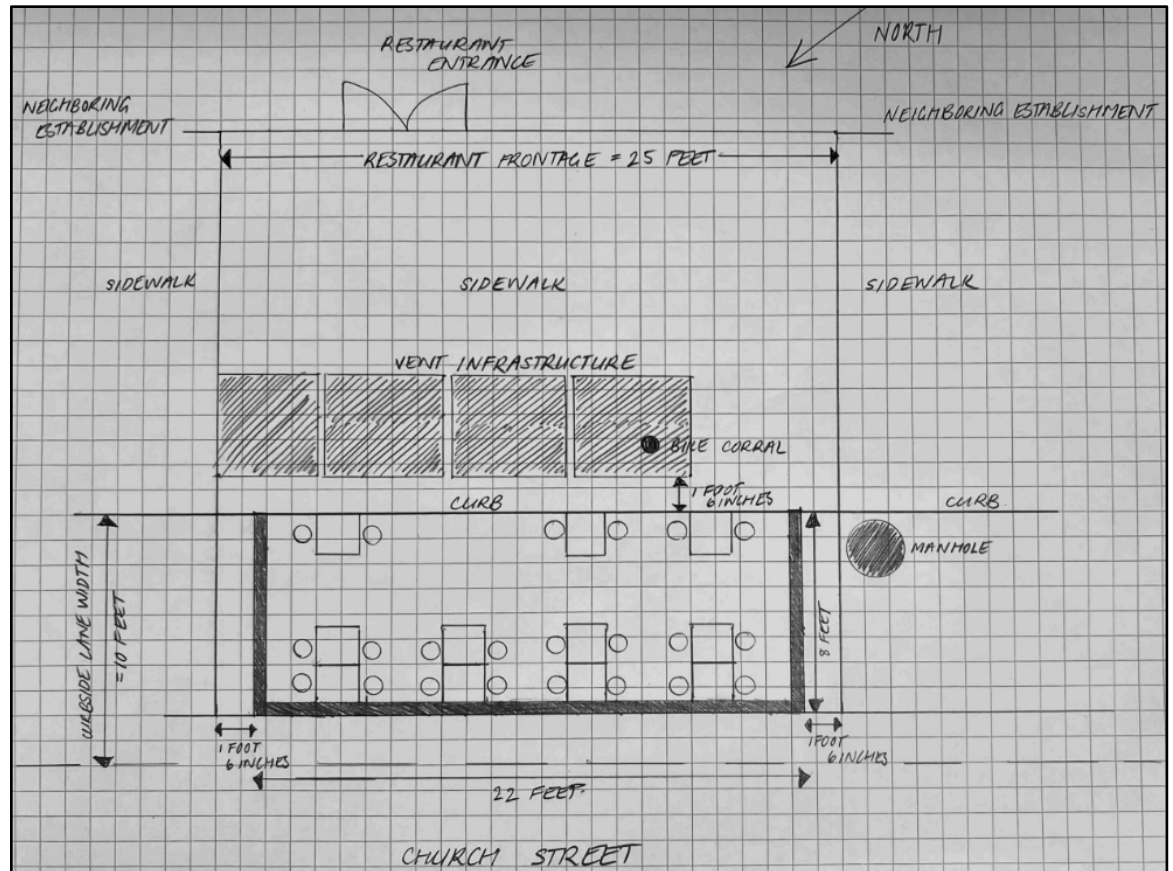 RESTAURANT
ENTRANCE
NORTH
NEIGHBORING
ESTABLISHMENT
NEIGHBORING ESTABLISHMENT
RESTAURANT FRONTAGE = 25 FEET
SIDEWALK
SIDEWALK
SIDEWALK
VENT INFRASTRUCTURE
BIKE CORRAL
1 FOOT
6 INCHES
CURB
CURB
MANHOLE
CURBSIDE LANE WIDTH
= 10 FEET
8 FEET
1 FOOT
6 INCHES
1 FOOT
6 INCHES
22 FEET.
CHURCH STREET